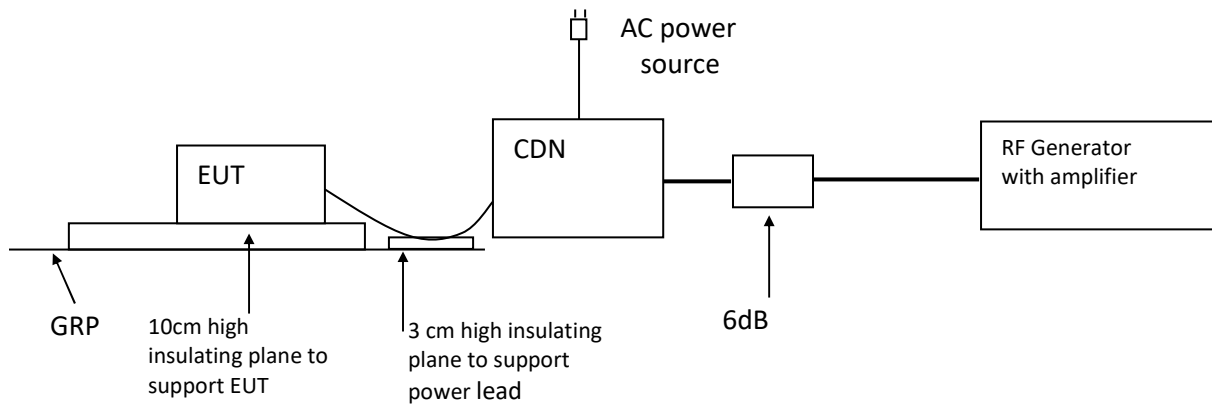 AC power
source
EUT
CDN
RF Generator
with amplifier
GRP
10cm high
insulating plane to
support EUT
3 cm high insulating
plane to support
power lead
6dB